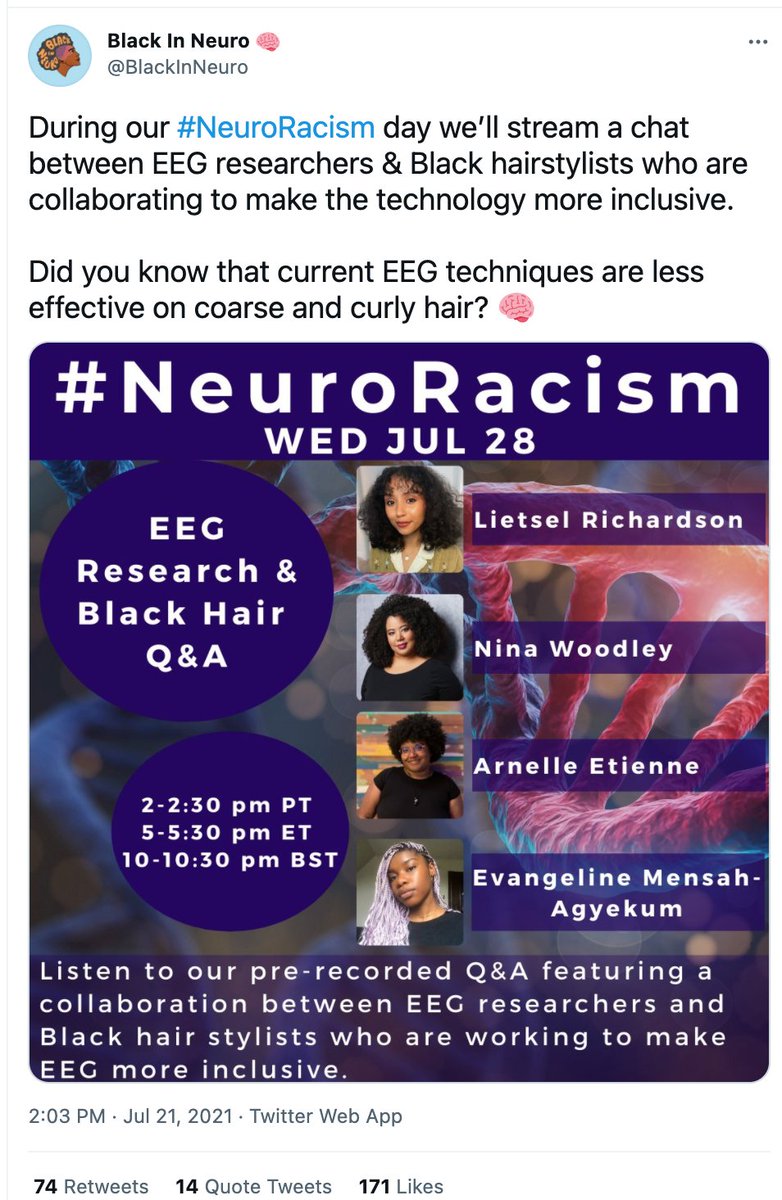 Black In Neuro 🧠
@BlackInNeuro
During our #NeuroRacism day we’ll stream a chat
between EEG researchers & Black hairstylists who are
collaborating to make the technology more inclusive.
Did you know that current EEG techniques are less
effective on coarse and curly hair? 🧠
#NeuroRacism
WED JUL 28
EEG
Research &
Black Hair
Q&A
Lietsel Richardson
Nina Woodley
Arnelle Etienne
Evangeline Mensah-
Agyekum
2-2:30 pm PT
5-5:30 pm ET
10-10:30 pm BST
Listen to our pre-recorded Q&A featuring a
collaboration between EEG researchers and
Black hair stylists who are working to make
EEG more inclusive.
2:03 PM · Jul 21, 2021 · Twitter Web App
74 Retweets 14 Quote Tweets 171 Likes